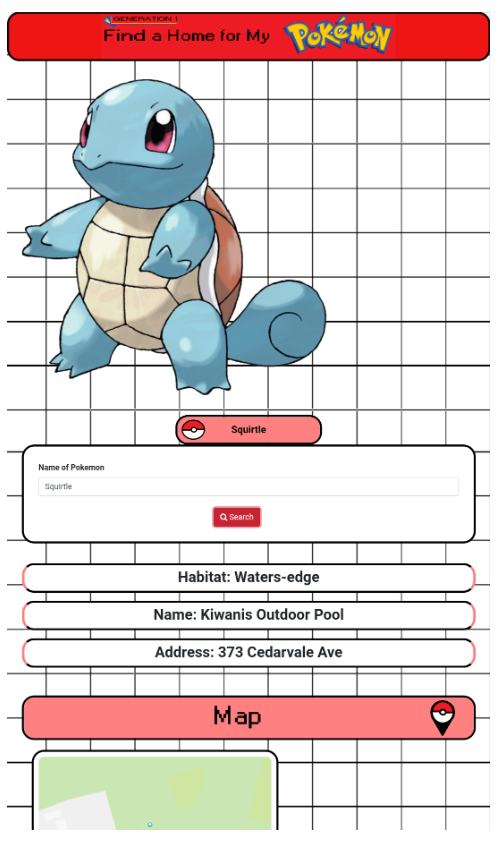 GENERATION 1
Find a Home for My
POKéMON
Squirtle
Name of Pokemon
Squirtle
Search
Habitat: Waters-edge
Name: Kiwanis Outdoor Pool
Address: 373 Cedarvale Ave
Map